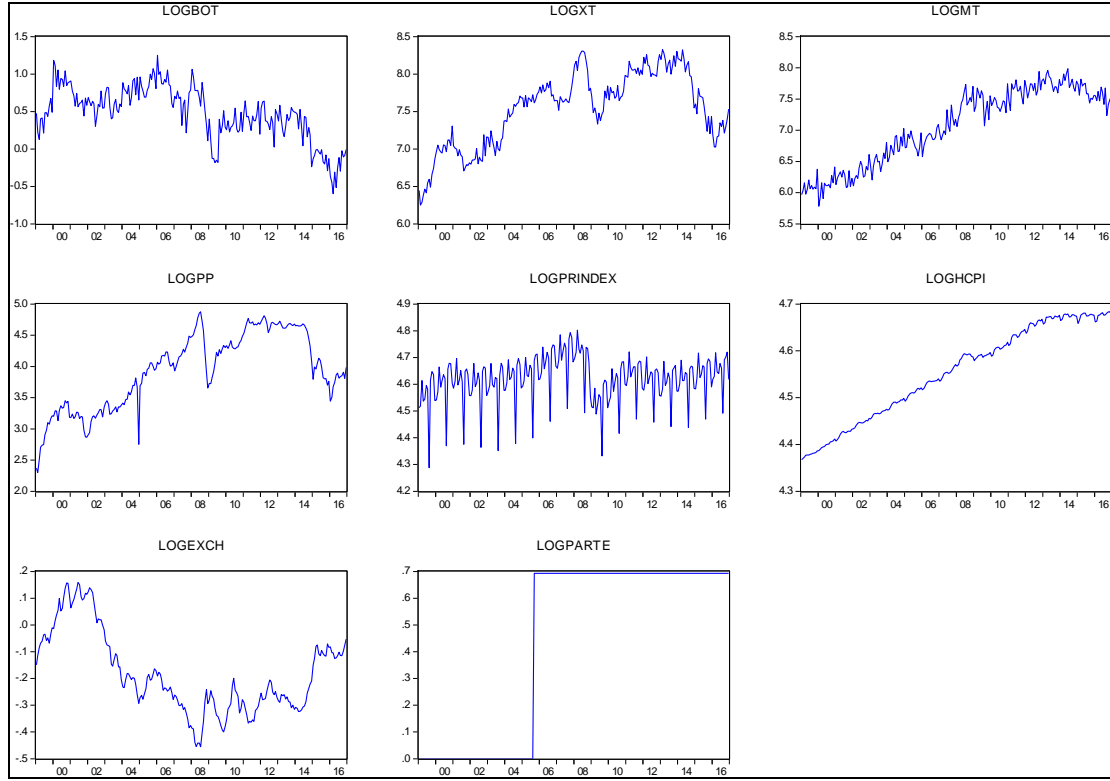 LOGBOT LOGXT LOGMT
1.5 8.5 8.0
1.0 8.0 7.5
0.5 7.5 7.0
0.0 7.0 6.5
-0.5 6.5 6.0
-1.0 6.0 5.5
00 02 04 06 08 10 12 14 16 00 02 04 06 08 10 12 14 16 00 02 04 06 08 10 12 14 16
LOGPP LOGPRINDEX LOGHCPI
5.0 4.9 4.7
4.5 4.8
4.0 4.7 4.6
3.5 4.6
3.0 4.5 4.5
2.5 4.4 4.4
2.0 4.3 4.3
4.2
00 02 04 06 08 10 12 14 16 00 02 04 06 08 10 12 14 16 00 02 04 06 08 10 12 14 16
LOGEXCH LOGPARTE
.2 .7
.1 .6
.0 .5
-.1 .4
-.2 .3
-.3 .2
-.4 .1
-.5 .0
00 02 04 06 08 10 12 14 16 00 02 04 06 08 10 12 14 16